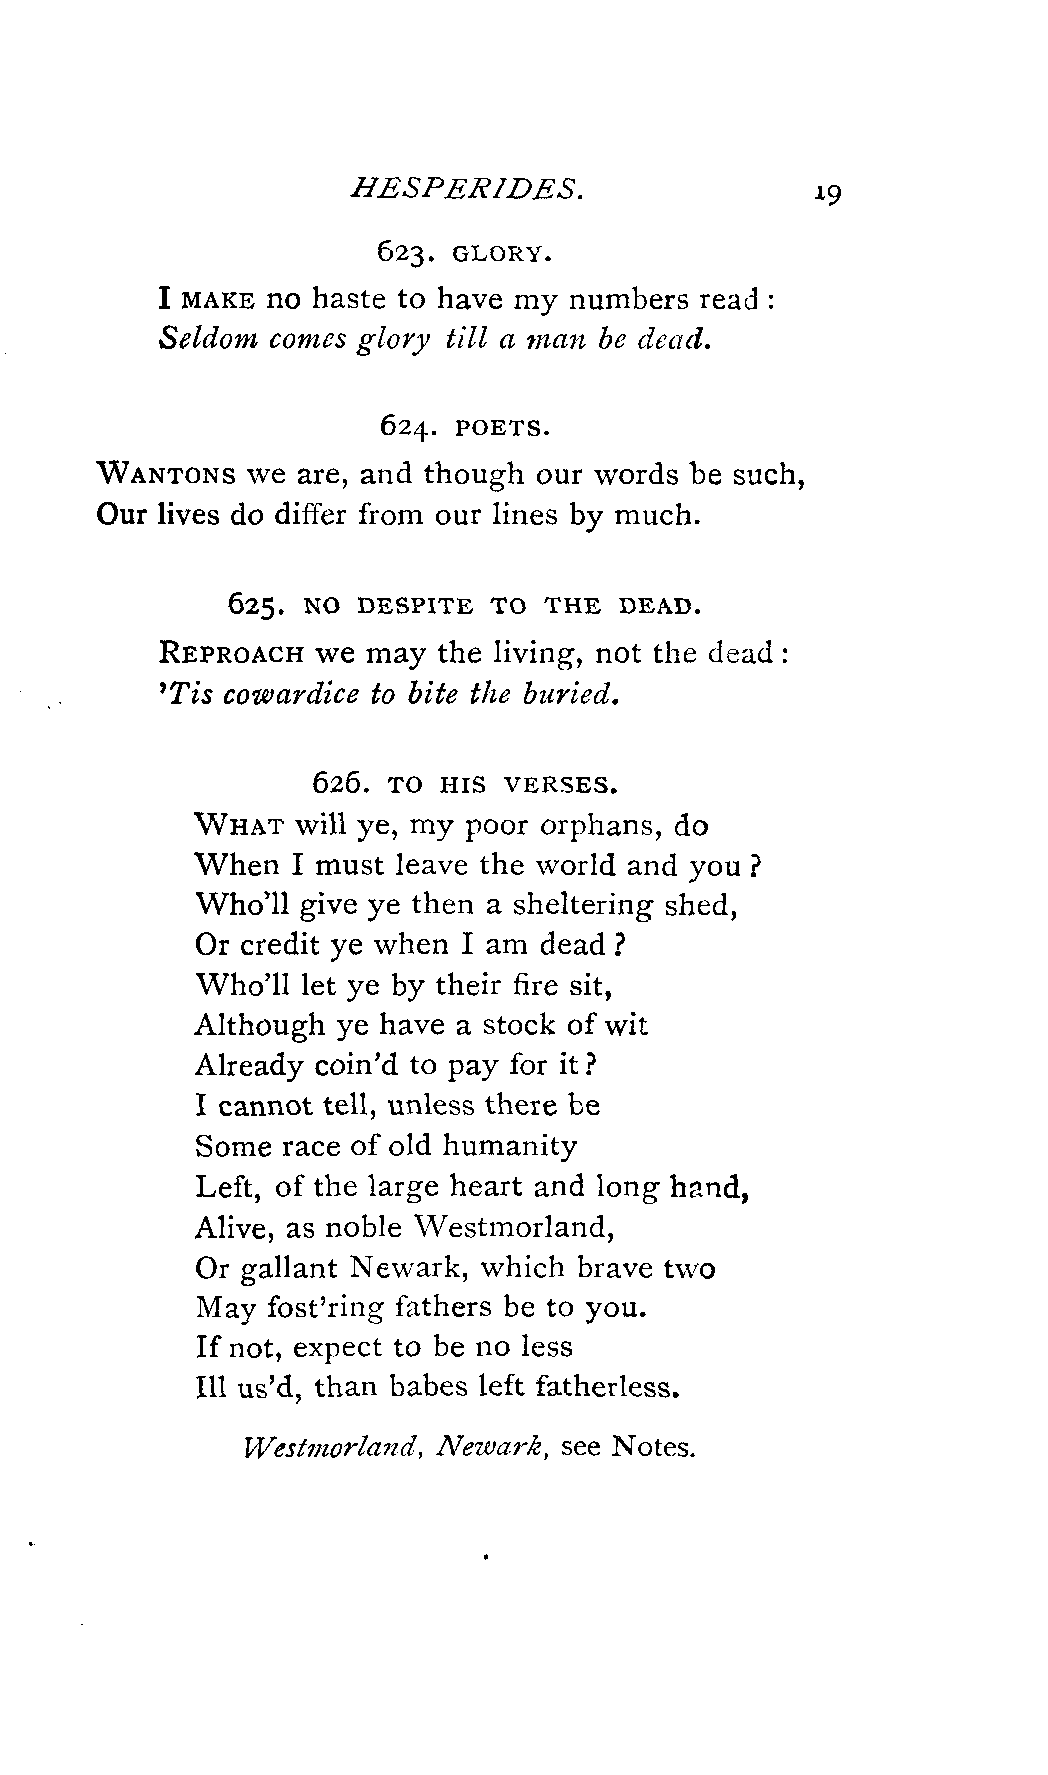 HESPERIDES. 19
623. GLORY.
I MAKE no haste to have my numbers read :
Seldom comes glory till a man be dead.
624. POETS.
WANTONS we are, and though our words be such,
Our lives do differ from our lines by much.
625. NO DESPITE TO THE DEAD.
REPROACH we may the living, not the dead :
'Tis cowardice to bite the buried.
626. TO HIS VERSES.
WHAT will ye, my poor orphans, do
When I must leave the world and you ?
Who'll give ye then a sheltering shed,
Or credit ye when I am dead ?
Who'll let ye by their fire sit,
Although ye have a stock of wit
Already coin'd to pay for it ?
I cannot tell, unless there be
Some race of old humanity
Left, of the large heart and long hand,
Alive, as noble Westmorland,
Or gallant Newark, which brave two
May fost'ring fathers be to you.
If not, expect to be no less
Ill us'd, than babes left fatherless.
Westmorland, Newark, see Notes.